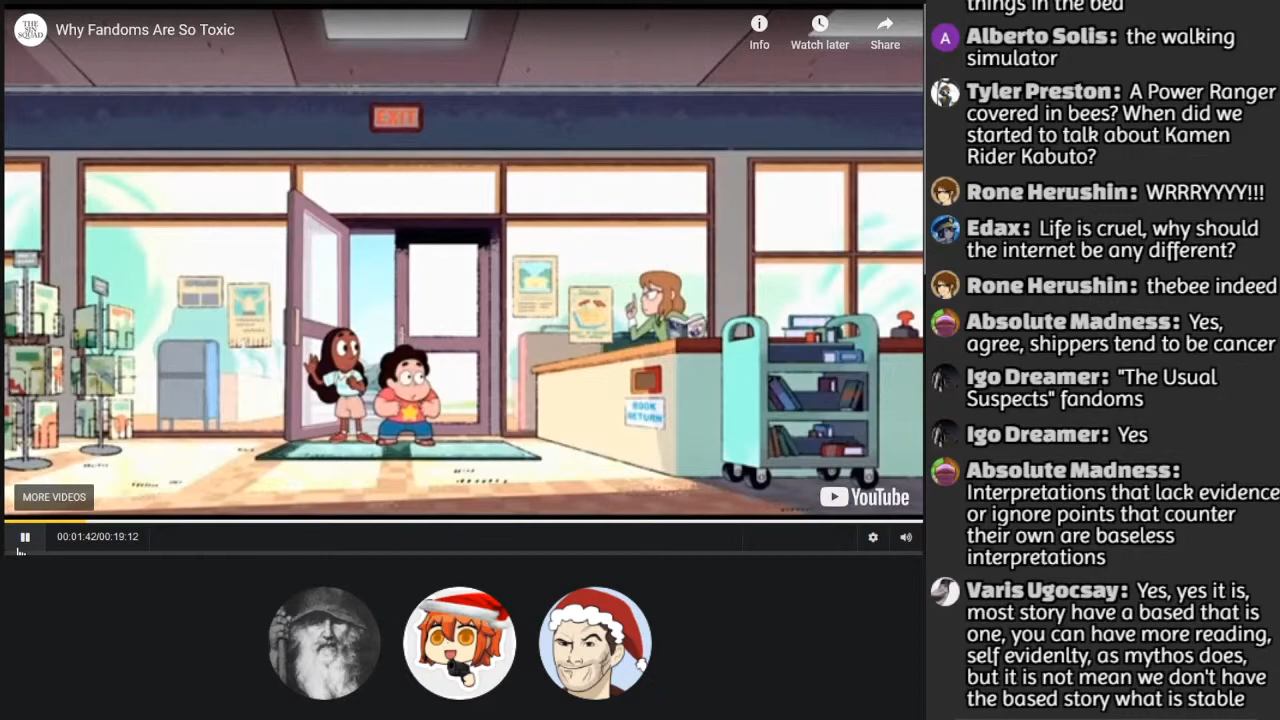 THE SIN SQUAD
Why Fandoms Are So Toxic
Info
Watch later
Share
EXIT
BOOK RETURN
MORE VIDEOS
YouTube
00:01:42/00:19:12
things in the bed
Alberto Solis: the walking
simulator
Tyler Preston: A Power Ranger
covered in bees? When did we
started to talk about Kamen
Rider Kabuto?
Rone Herushin: WRRRYYYY!!!
Edax: Life is cruel, why should
the internet be any different?
Rone Herushin: thebee indeed
Absolute Madness: Yes,
agree, shippers tend to be cancer
Igo Dreamer: "The Usual
Suspects" fandoms
Igo Dreamer: Yes
Absolute Madness:
Interpretations that lack evidence
or ignore points that counter
their own are baseless
interpretations
Varis Ugocsay: Yes, yes it is,
most story have a based that is
one, you can have more reading,
self evidenlty, as mythos does,
but it is not mean we don't have
the based story what is stable